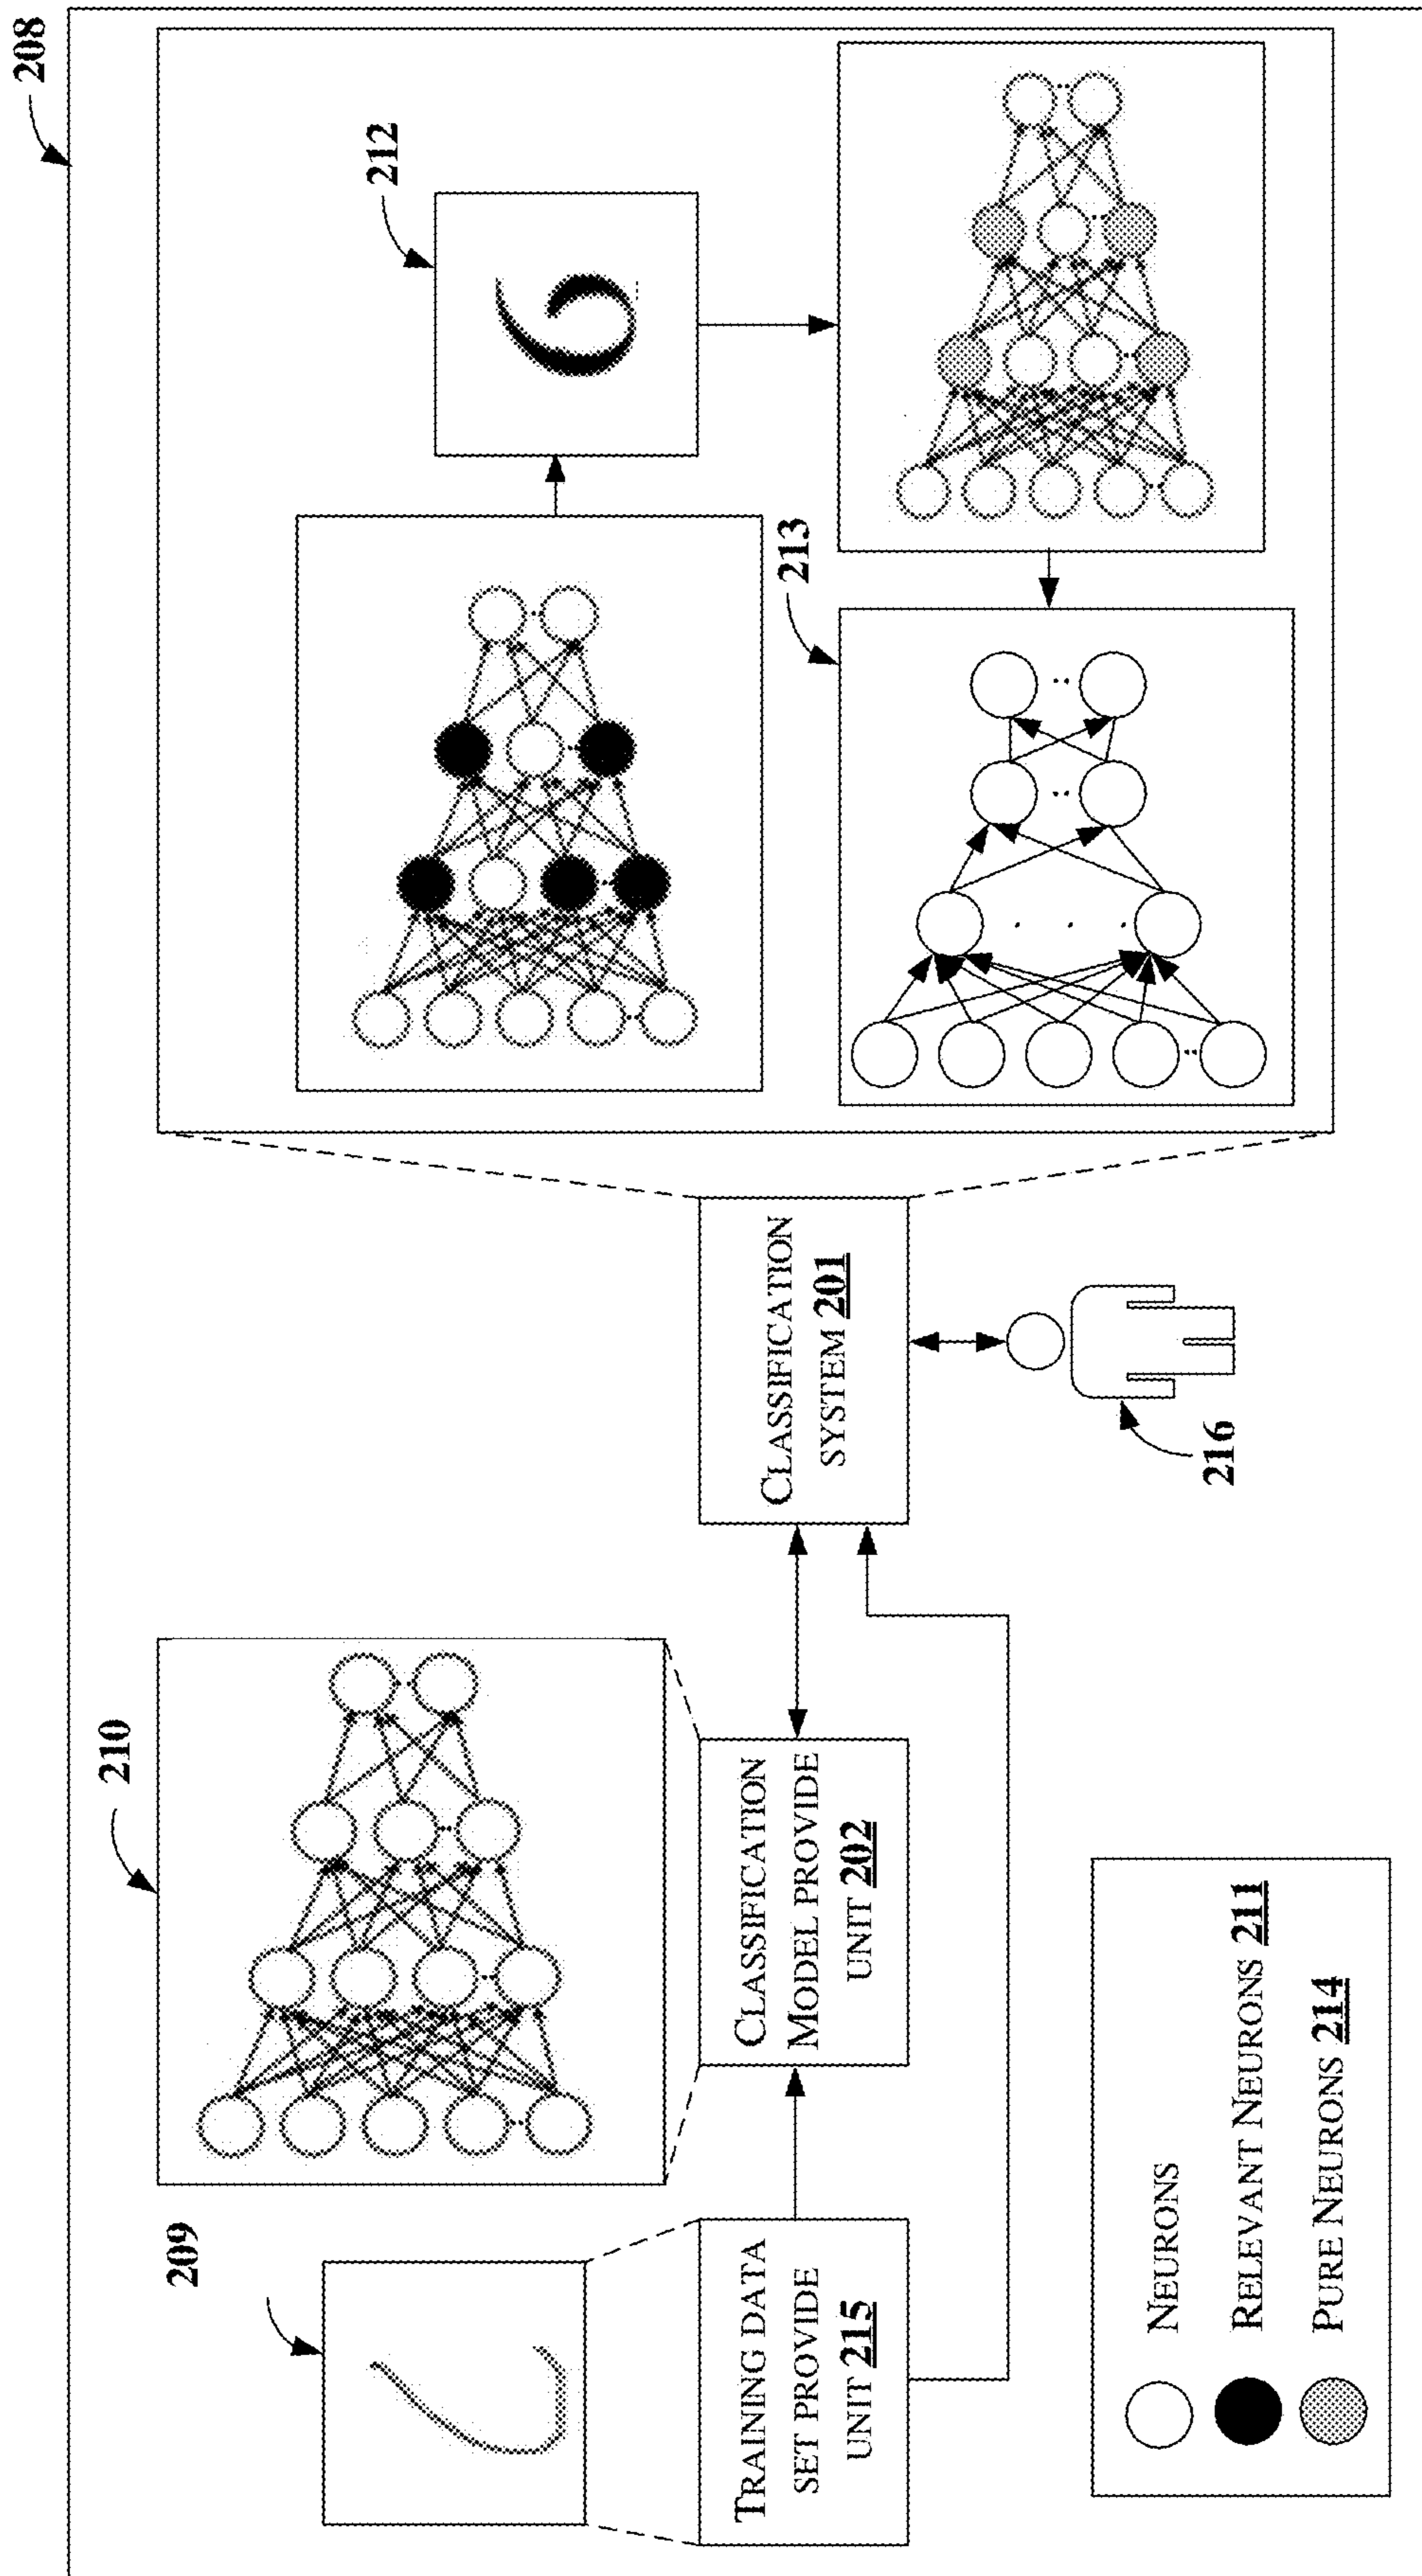 208
209
210
212
213
TRAINING DATA
SET PROVIDE
UNIT 215
CLASSIFICATION
MODEL PROVIDE
UNIT 202
CLASSIFICATION
SYSTEM 201
6
216
NEURONS
RELEVANT NEURONS 211
PURE NEURONS 214